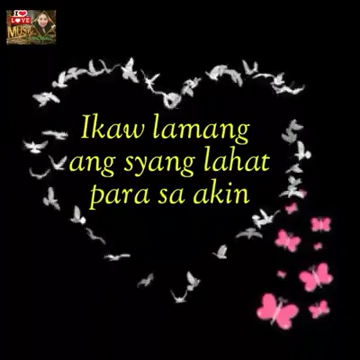 I LOVE
MUSIC
Ikaw lamang
ang syang lahat
para sa akin